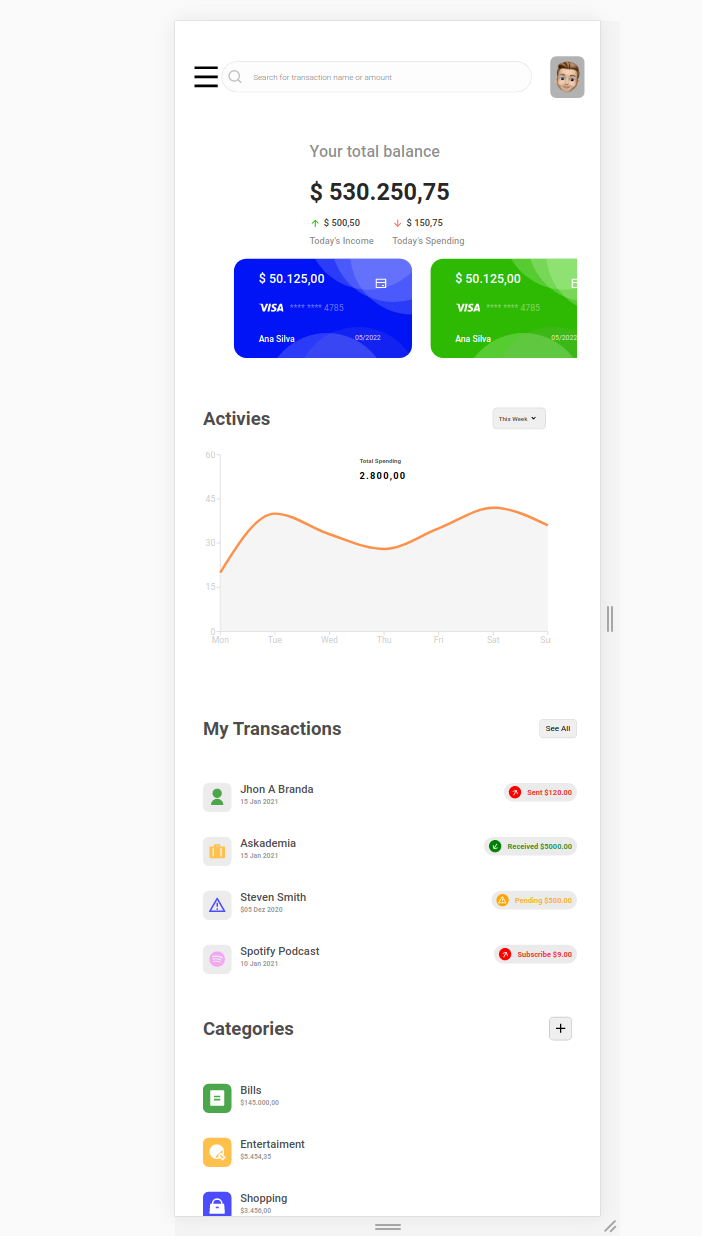 Search for transaction name or amount
Your total balance
$ 530.250,75
$ 500,50 $ 150,75
Today's Income Today's Spending
$ 50.125,00
VISA **** **** 4785
Ana Silva 05/2022
$ 50.125,00
VISA **** **** 4785
Ana Silva 05/2022
Activies This Week
Total Spending
2.800,00
60
45
30
15
0
Mon Tue Wed Thu Fri Sat Su
My Transactions See All
Jhon A Branda
15 Jan 2021
Sent $120.00
Askademia
15 Jan 2021
Received $5000.00
Steven Smith
$05 Dez 2020
Pending $500.00
Spotify Podcast
10 Jan 2021
Subscribe $9.00
Categories +
Bills
$145.000,00
Entertaiment
$5.454,35
Shopping
$3.456,00